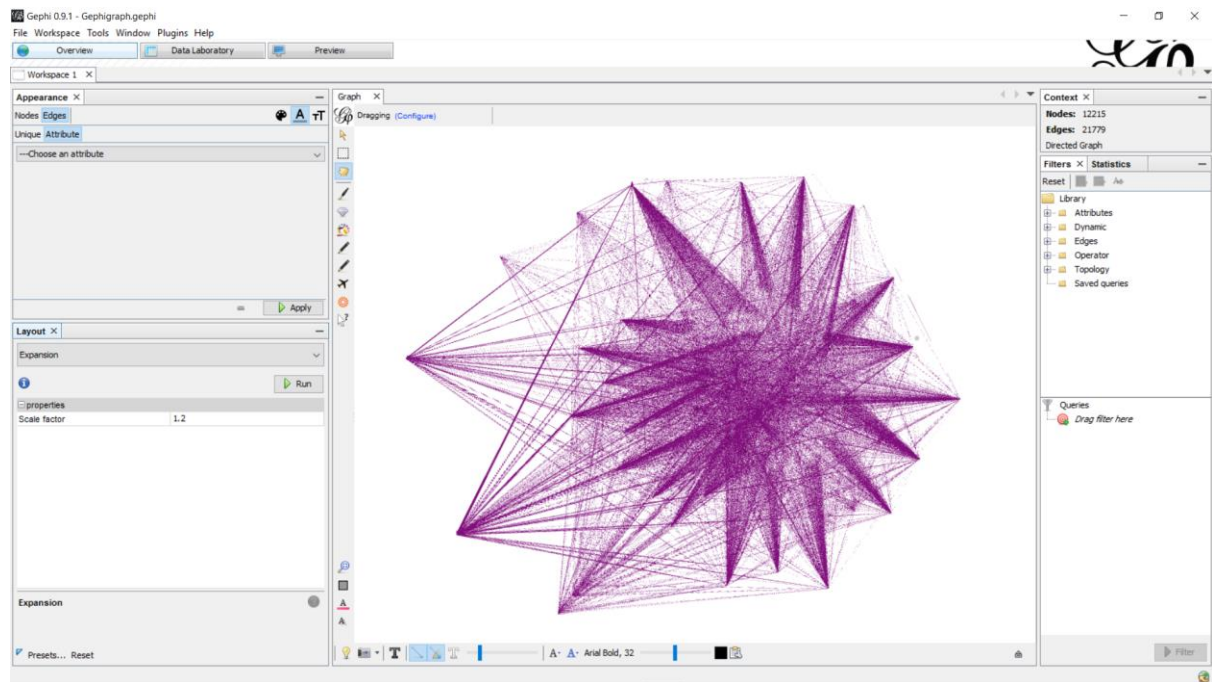 Gephi 0.9.1 - Gephigraph.gephi
File Workspace Tools Window Plugins Help
Overview Data Laboratory Preview
Workspace 1
Appearance
Nodes Edges
Unique Attribute
---Choose an attribute
Apply
Layout
Expansion
Run
properties
Scale factor 1.2
Expansion
Presets... Reset
Graph
Dragging (Configure)
A- A- Arial Bold, 32
Context
Nodes: 12215
Edges: 21779
Directed Graph
Filters Statistics
Reset
Library
Attributes
Dynamic
Edges
Operator
Topology
Saved queries
Queries
Drag filter here
Filter